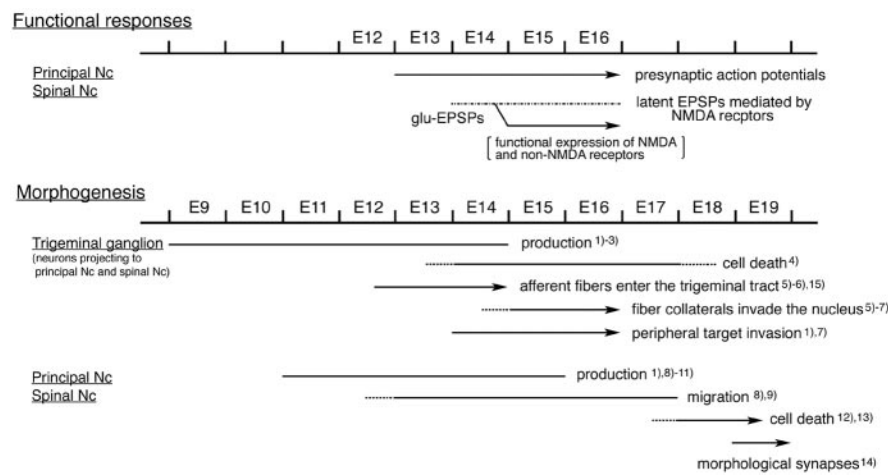 Functional responses
E12 E13 E14 E15 E16
Principal Nc
Spinal Nc
presynaptic action potentials
latent EPSPs mediated by
NMDA recptors
glu-EPSPs
functional expression of NMDA
and non-NMDA receptors
Morphogenesis
E9 E10 E11 E12 E13 E14 E15 E16 E17 E18 E19
Trigeminal ganglion
(neurons projecting to
principal Nc and spinal Nc)
production 1)-3)
cell death 4)
afferent fibers enter the trigeminal tract 5)-6),15)
fiber collaterals invade the nucleus 5)-7)
peripheral target invasion 1),7)
Principal Nc
Spinal Nc
production 1),8)-11)
migration 8),9)
cell death 12),13)
morphological synapses 14)